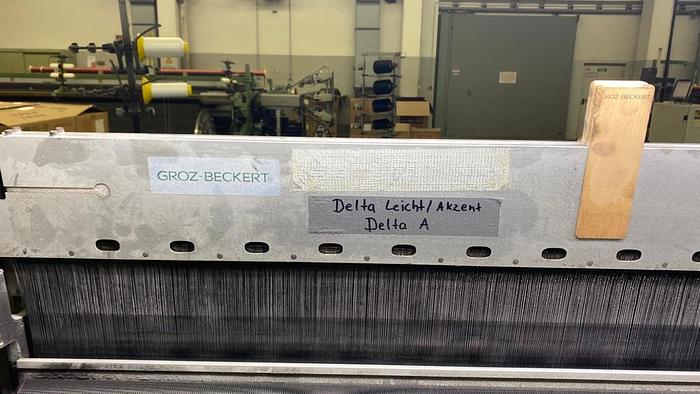 GROZ-BECKERT
GROZ-BECKERT
Delta Leicht/Akzent
Delta A